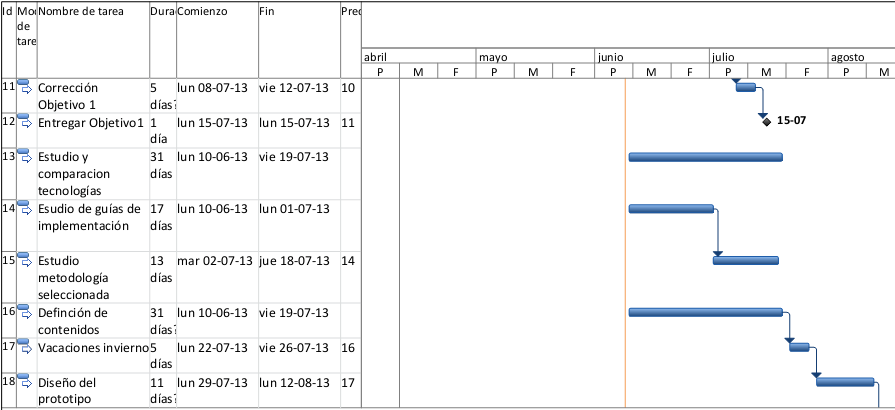 Id Mod de tare Nombre de tarea Dura Comienzo Fin Pred
abril mayo junio julio agosto
P M F P M F P M F P M F P M
11 Corrección Objetivo 1 5 días? lun 08-07-13 vie 12-07-13 10
15-07
12 Entregar Objetivo1 1 día lun 15-07-13 lun 15-07-13 11
13 Estudio y comparacion tecnologías 31 días lun 10-06-13 vie 19-07-13
14 Esudio de guías de implementación 17 días lun 10-06-13 lun 01-07-13
15 Estudio metodología seleccionada 13 días mar 02-07-13 jue 18-07-13 14
16 Definción de contenidos 31 días? lun 10-06-13 vie 19-07-13
17 Vacaciones invierno 5 días lun 22-07-13 vie 26-07-13 16
18 Diseño del prototipo 11 días? lun 29-07-13 lun 12-08-13 17